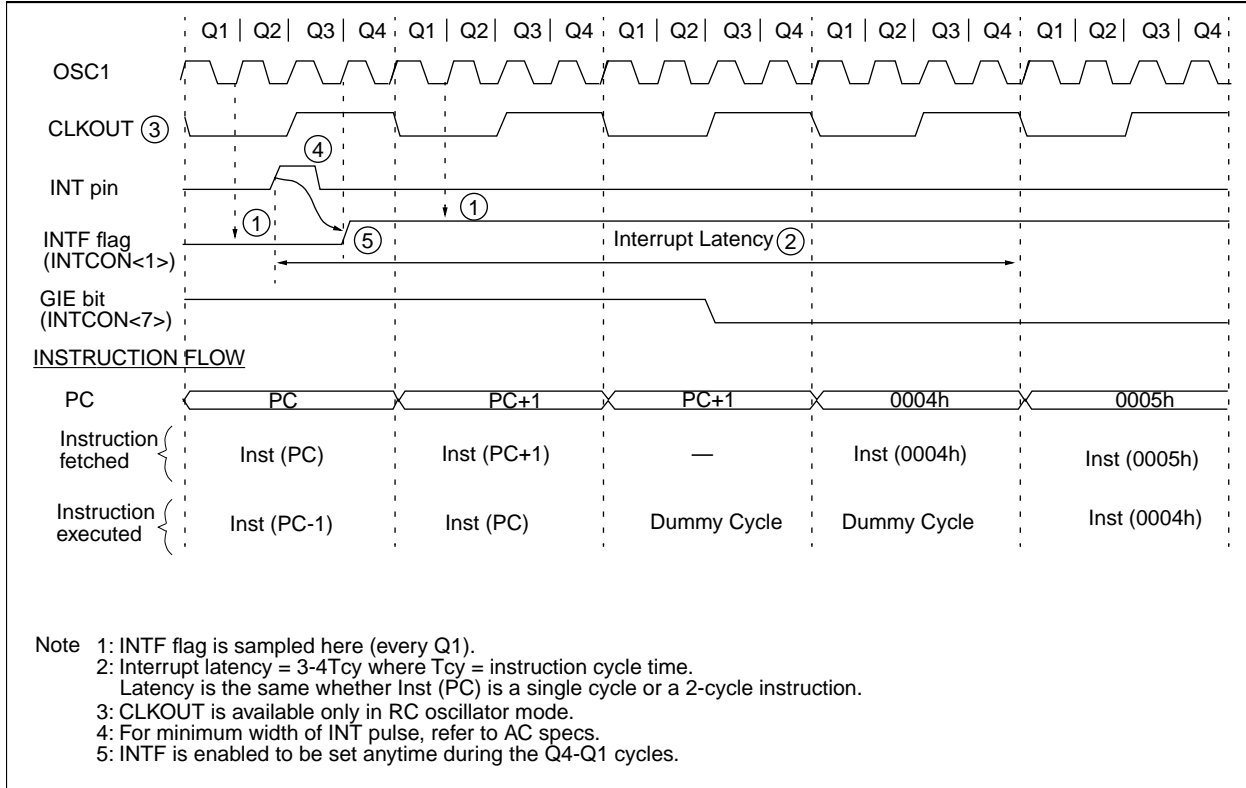 Q1 | Q2 | Q3 | Q4 Q1 | Q2 | Q3 | Q4 Q1 | Q2 | Q3 | Q4 Q1 | Q2 | Q3 | Q4 Q1 | Q2 | Q3 | Q4
OSC1
CLKOUT 3
4
INT pin
1 1
INTF flag
(INTCON<1>)
5
Interrupt Latency 2
GIE bit
(INTCON<7>)
INSTRUCTION FLOW
PC PC PC+1 PC+1 0004h 0005h
Instruction
fetched
Inst (PC) Inst (PC+1) — Inst (0004h) Inst (0005h)
Instruction
executed
Inst (PC-1) Inst (PC) Dummy Cycle Dummy Cycle Inst (0004h)
Note 1: INTF flag is sampled here (every Q1).
2: Interrupt latency = 3-4Tcy where Tcy = instruction cycle time.
Latency is the same whether Inst (PC) is a single cycle or a 2-cycle instruction.
3: CLKOUT is available only in RC oscillator mode.
4: For minimum width of INT pulse, refer to AC specs.
5: INTF is enabled to be set anytime during the Q4-Q1 cycles.